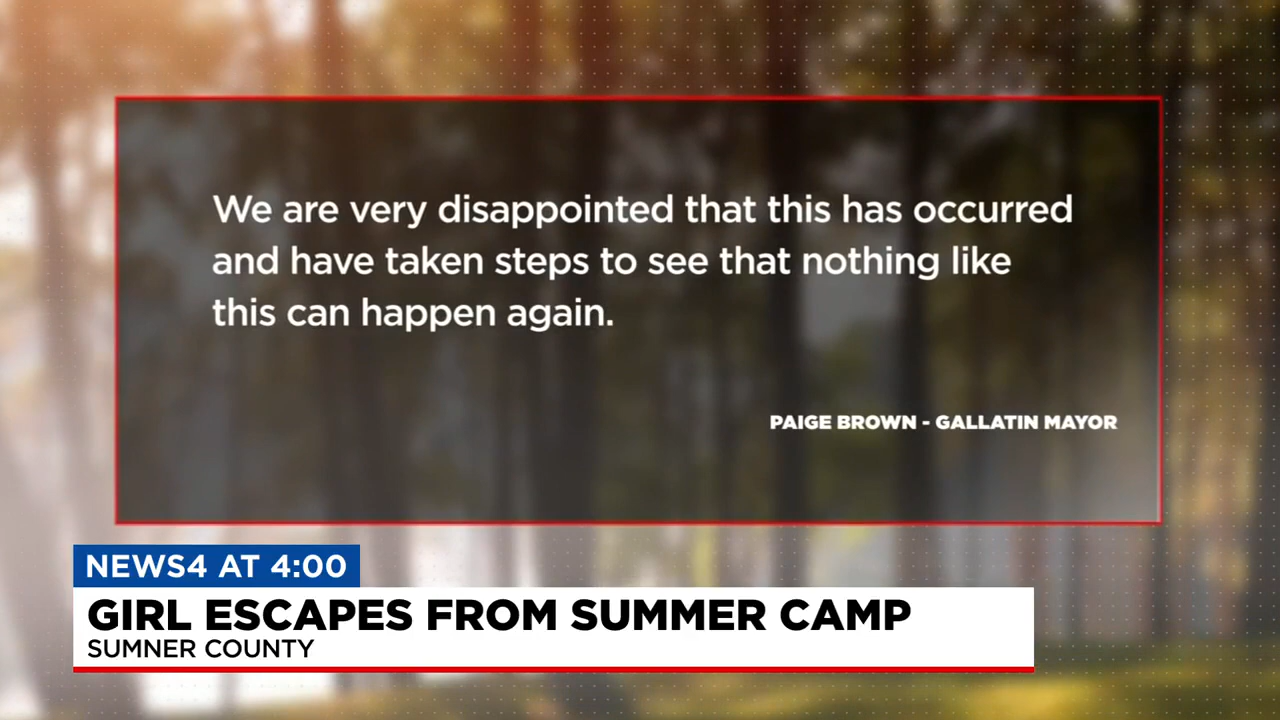 We are very disappointed that this has occurred
and have taken steps to see that nothing like
this can happen again.
PAIGE BROWN - GALLATIN MAYOR
NEWS4 AT 4:00
GIRL ESCAPES FROM SUMMER CAMP
SUMNER COUNTY